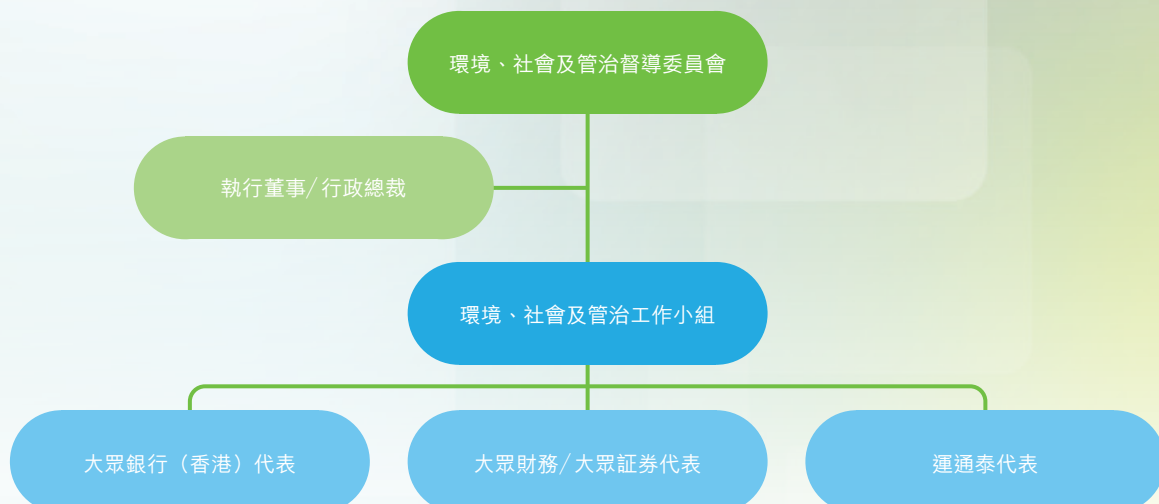 環境、社會及管治督導委員會
執行董事/行政總裁
環境、社會及管治工作小組
大眾銀行（香港）代表
大眾財務/大眾証券代表
運通泰代表